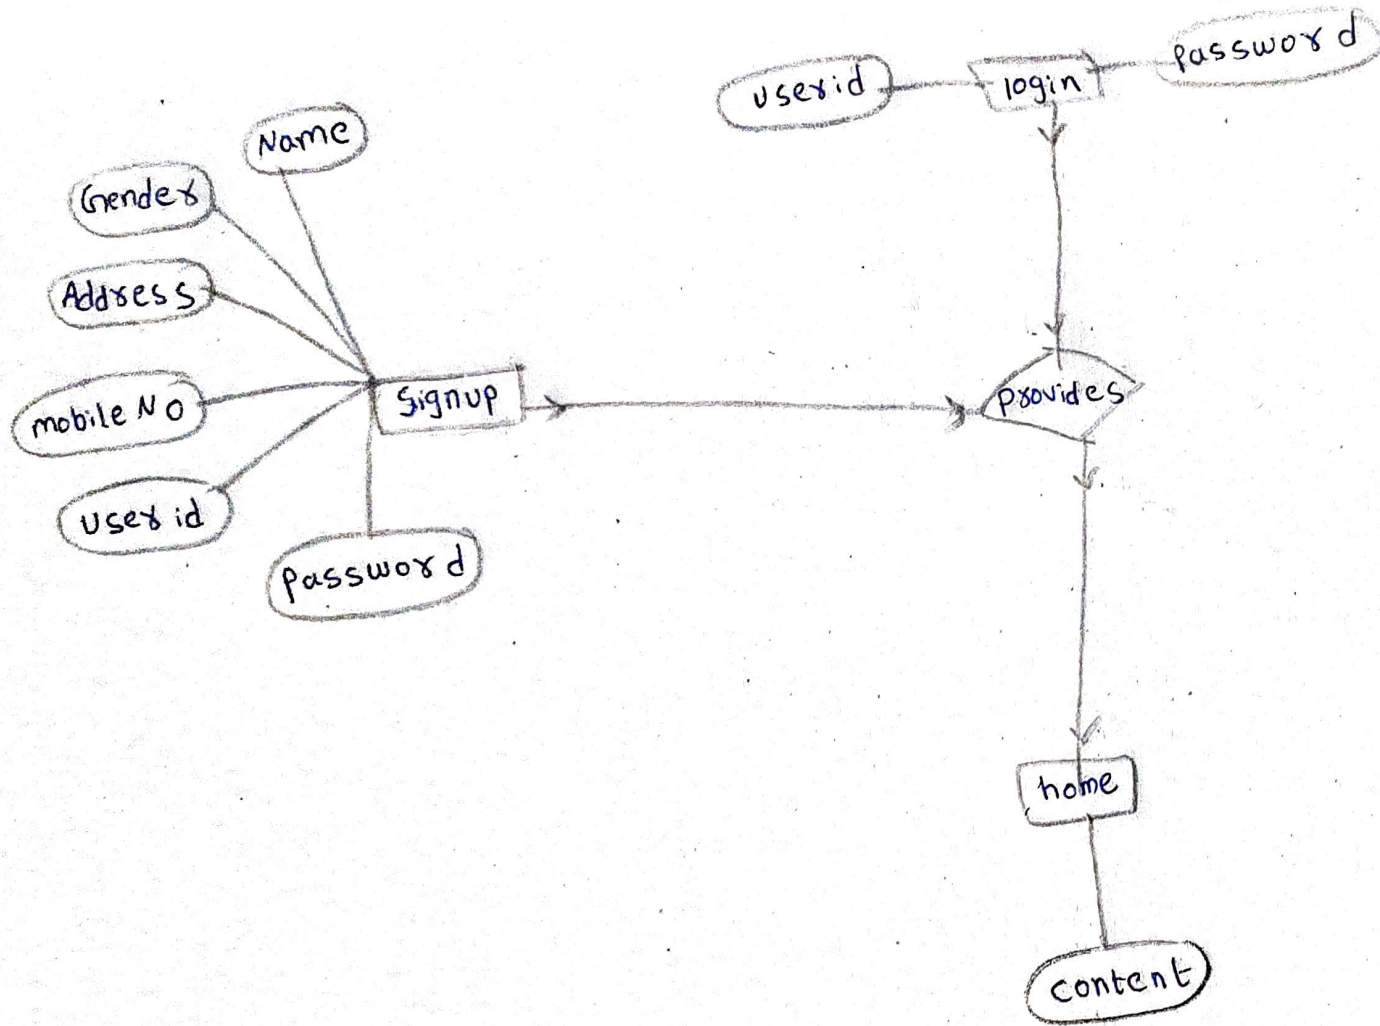 password
userid
login
Name
Gender
Address
Signup
provides
mobile No
user id
password
home
content